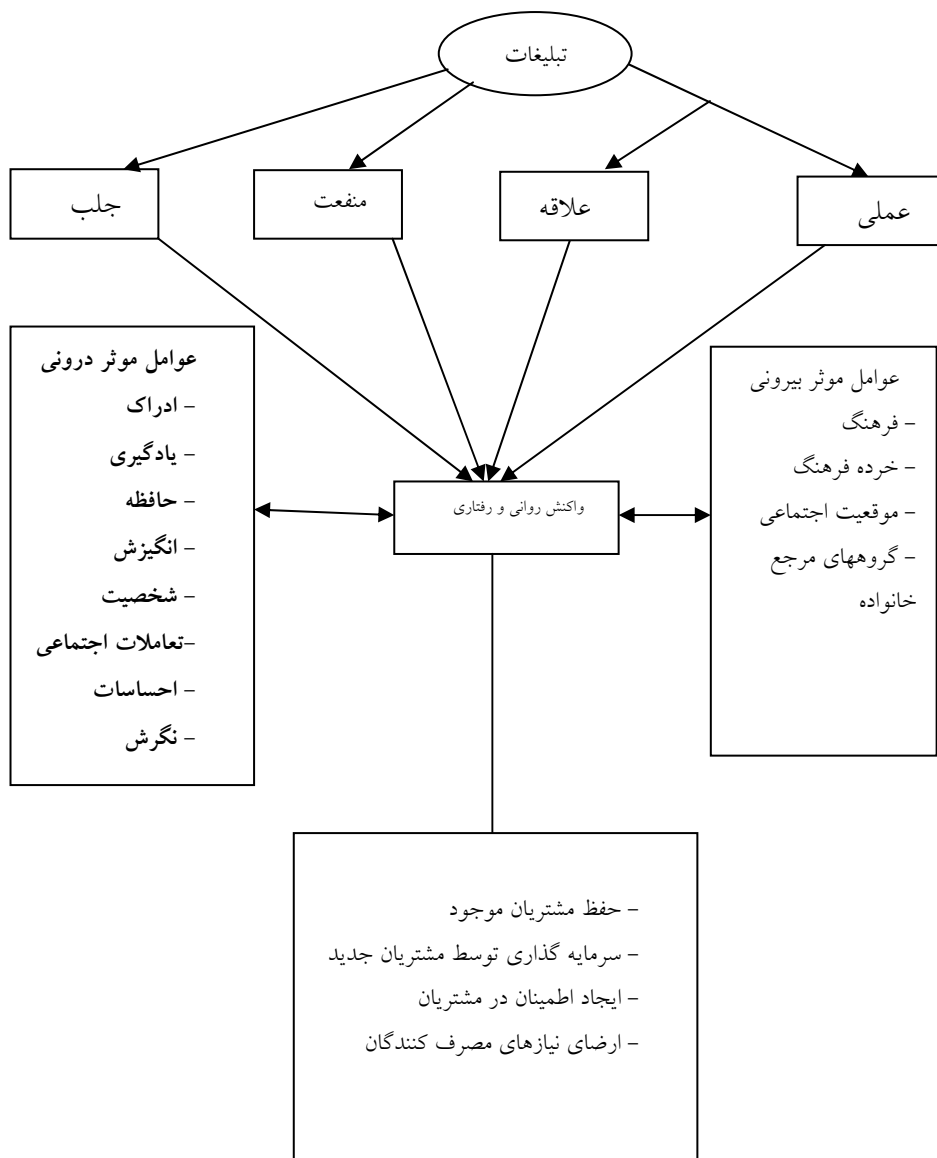 تبلیغات
عملی
علاقه
منفعت
جلب
عوامل موثر بیرونی
– فرهنگ
– خرده فرهنگ
– موقعیت اجتماعی
– گروههای مرجع
خانواده
واکنش روانی و رفتاری
عوامل موثر درونی
– ادراک
– یادگیری
– حافظه
– انگیزش
– شخصیت
–تعاملات اجتماعی
– احساسات
– نگرش
– حفظ مشتریان موجود
– سرمایه گذاری توسط مشتریان جدید
– ایجاد اطمینان در مشتریان
– ارضای نیازهای مصرف کنندگان